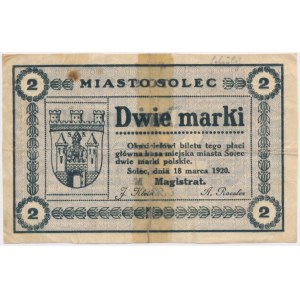 2 MIASTO SOLEC 2
Dwie marki
Okazicielowi biletu tego płaci
główna kasa miejska miasta Solec
dwie marki polskie.
Solec, dnia 18 marca 1920.
Magistrat.
2 2